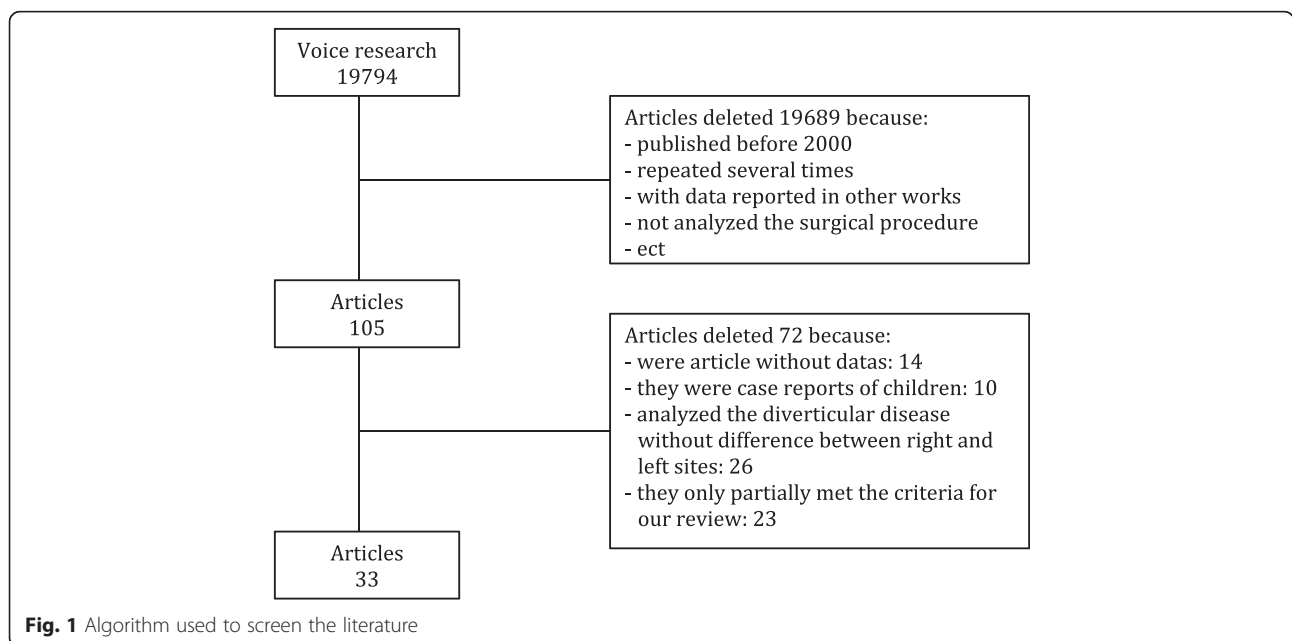 Voice research
19794
Articles deleted 19689 because:
- published before 2000
- repeated several times
- with data reported in other works
- not analyzed the surgical procedure
- ect
Articles
105
Articles deleted 72 because:
- were article without datas: 14
- they were case reports of children: 10
- analyzed the diverticular disease
without difference between right and
left sites: 26
- they only partially met the criteria for
our review: 23
Articles
33
Fig. 1 Algorithm used to screen the literature